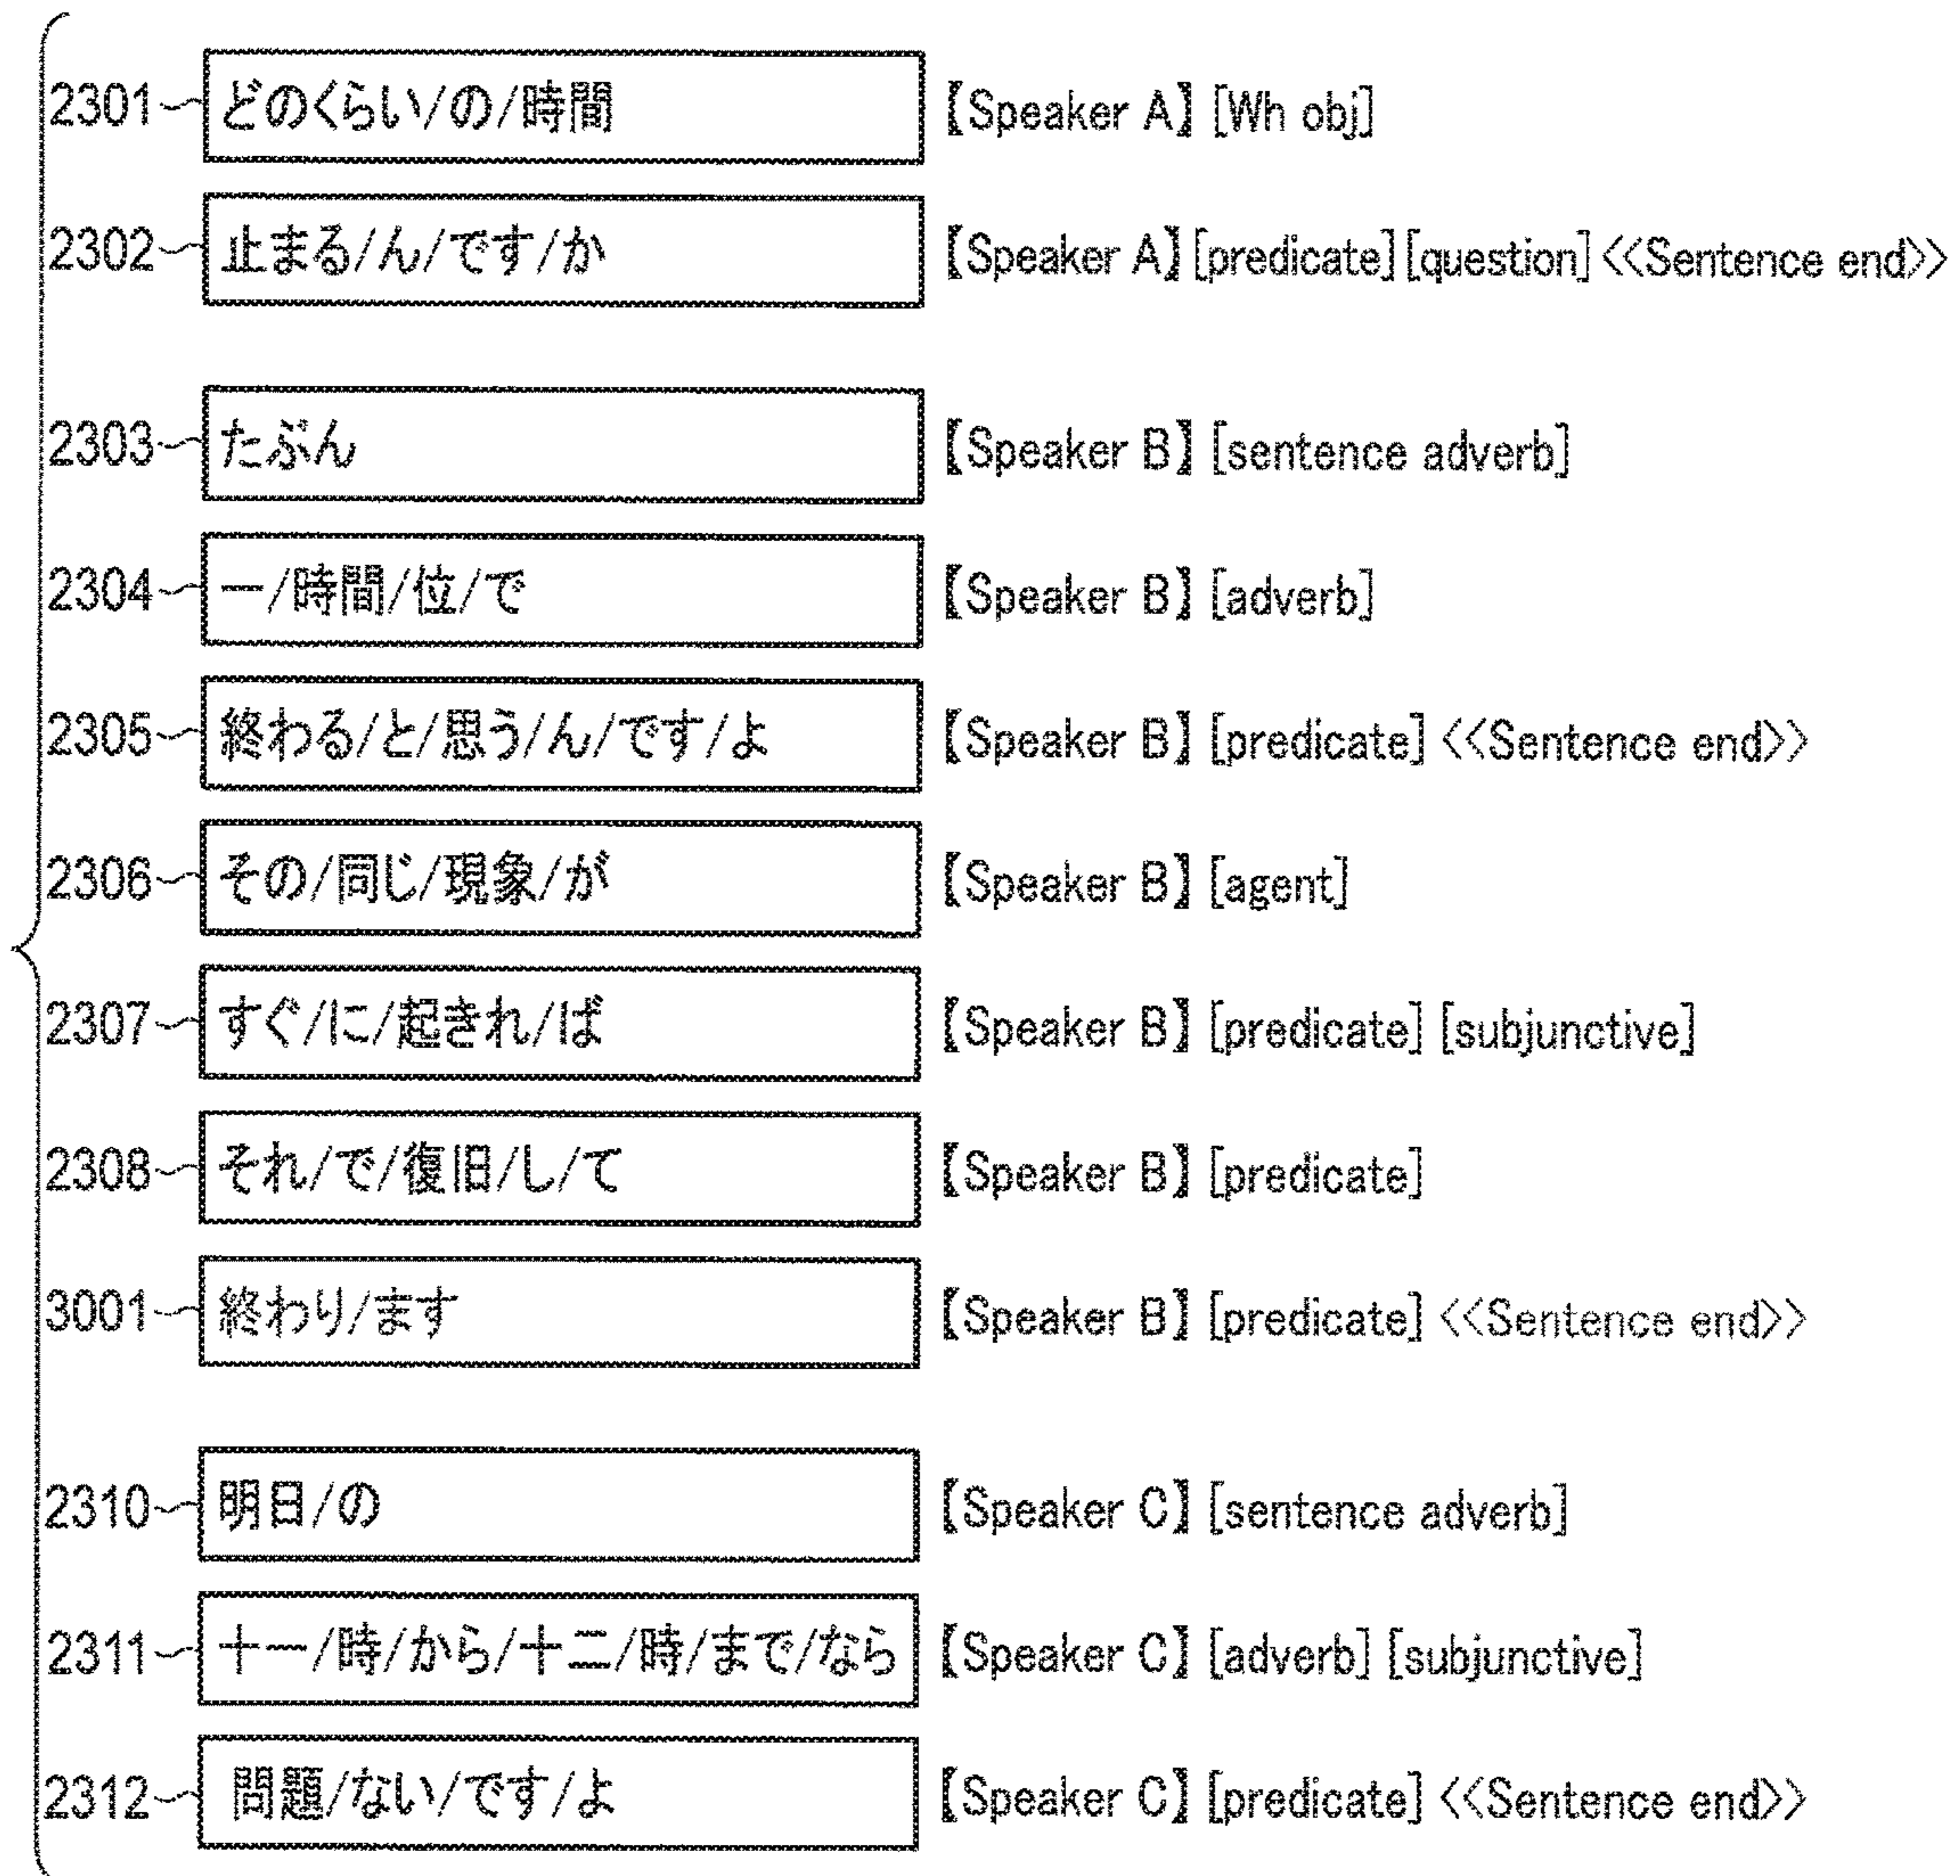 2301 どのくらい/の/時間 【Speaker A】 [Wh obj]
2302 止まる/ん/です/か 【Speaker A】 [predicate] [question] <<Sentence end>>
2303 たぶん 【Speaker B】 [sentence adverb]
2304 一/時間/位/で 【Speaker B】 [adverb]
2305 終わる/と/思う/ん/です/よ 【Speaker B】 [predicate] <<Sentence end>>
2306 その/同じ/現象/が 【Speaker B】 [agent]
2307 すぐ/に/起きれ/ば 【Speaker B】 [predicate] [subjunctive]
2308 それ/で/復旧/し/て 【Speaker B】 [predicate]
3001 終わり/ます 【Speaker B】 [predicate] <<Sentence end>>
2310 明日/の 【Speaker C】 [sentence adverb]
2311 十一/時/から/十二/時/まで/なら 【Speaker C】 [adverb] [subjunctive]
2312 問題/ない/です/よ 【Speaker C】 [predicate] <<Sentence end>>